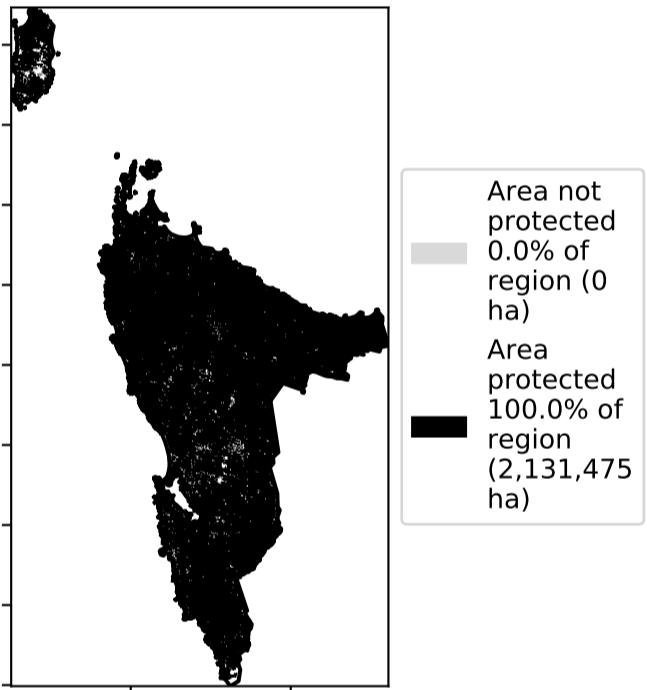 Area not
protected
0.0% of
region (0
ha)
Area
protected
100.0% of
region
(2,131,475
ha)